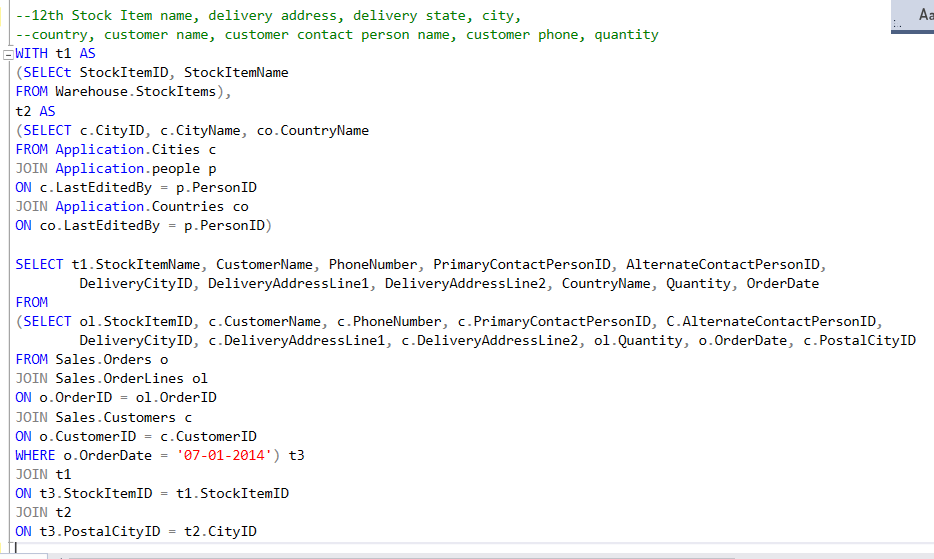 --12th Stock Item name, delivery address, delivery state, city,
--country, customer name, customer contact person name, customer phone, quantity
WITH t1 AS
(SELECt StockItemID, StockItemName
FROM Warehouse.StockItems),
t2 AS
(SELECT c.CityID, c.CityName, co.CountryName
FROM Application.Cities c
JOIN Application.people p
ON c.LastEditedBy = p.PersonID
JOIN Application.Countries co
ON co.LastEditedBy = p.PersonID)
SELECT t1.StockItemName, CustomerName, PhoneNumber, PrimaryContactPersonID, AlternateContactPersonID,
DeliveryCityID, DeliveryAddressLine1, DeliveryAddressLine2, CountryName, Quantity, OrderDate
FROM
(SELECT ol.StockItemID, c.CustomerName, c.PhoneNumber, c.PrimaryContactPersonID, C.AlternateContactPersonID,
DeliveryCityID, c.DeliveryAddressLine1, c.DeliveryAddressLine2, ol.Quantity, o.OrderDate, c.PostalCityID
FROM Sales.Orders o
JOIN Sales.OrderLines ol
ON o.OrderID = ol.OrderID
JOIN Sales.Customers c
ON o.CustomerID = c.CustomerID
WHERE o.OrderDate = '07-01-2014') t3
JOIN t1
ON t3.StockItemID = t1.StockItemID
JOIN t2
ON t3.PostalCityID = t2.CityID